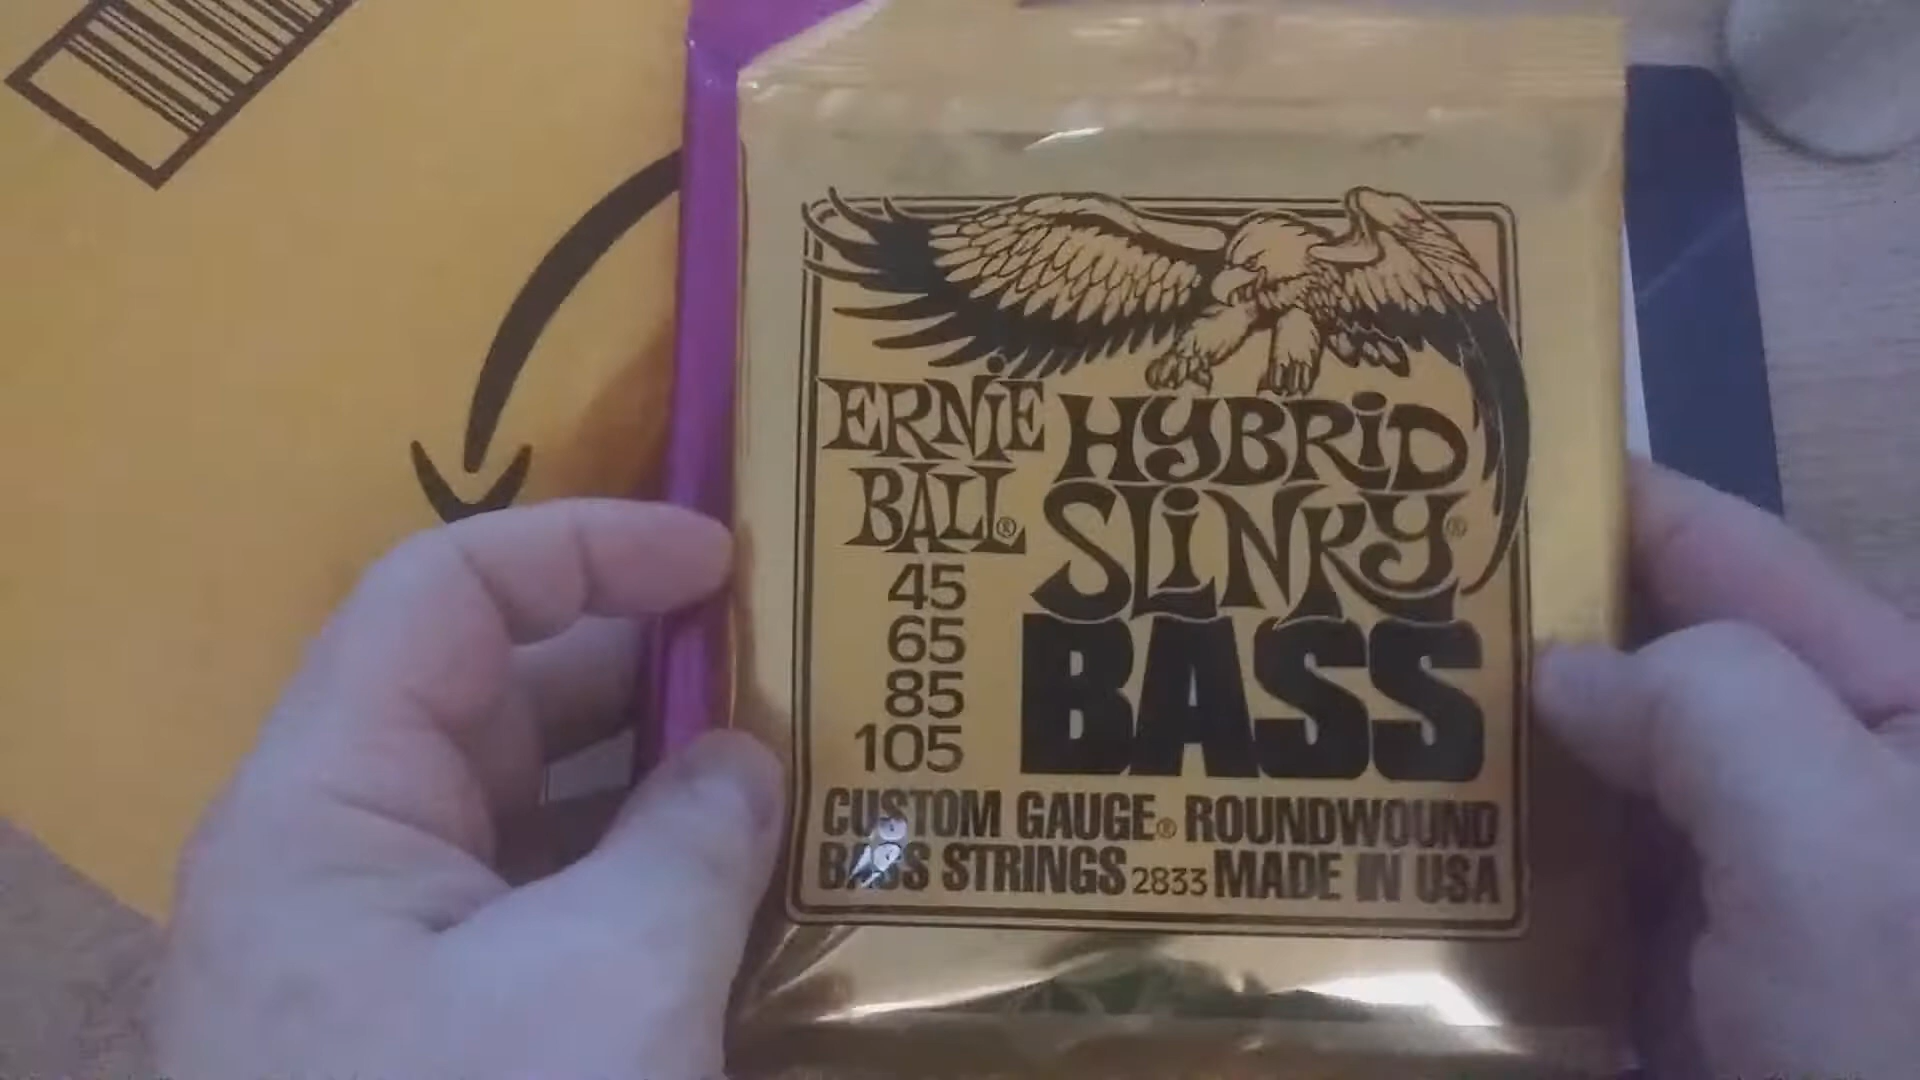 ERNiE
BALL®
HYBRiD
SLiNKY®
BASS
45
65
85
105
CUSTOM GAUGE® ROUNDWOUND
BASS STRINGS 2833 MADE IN USA